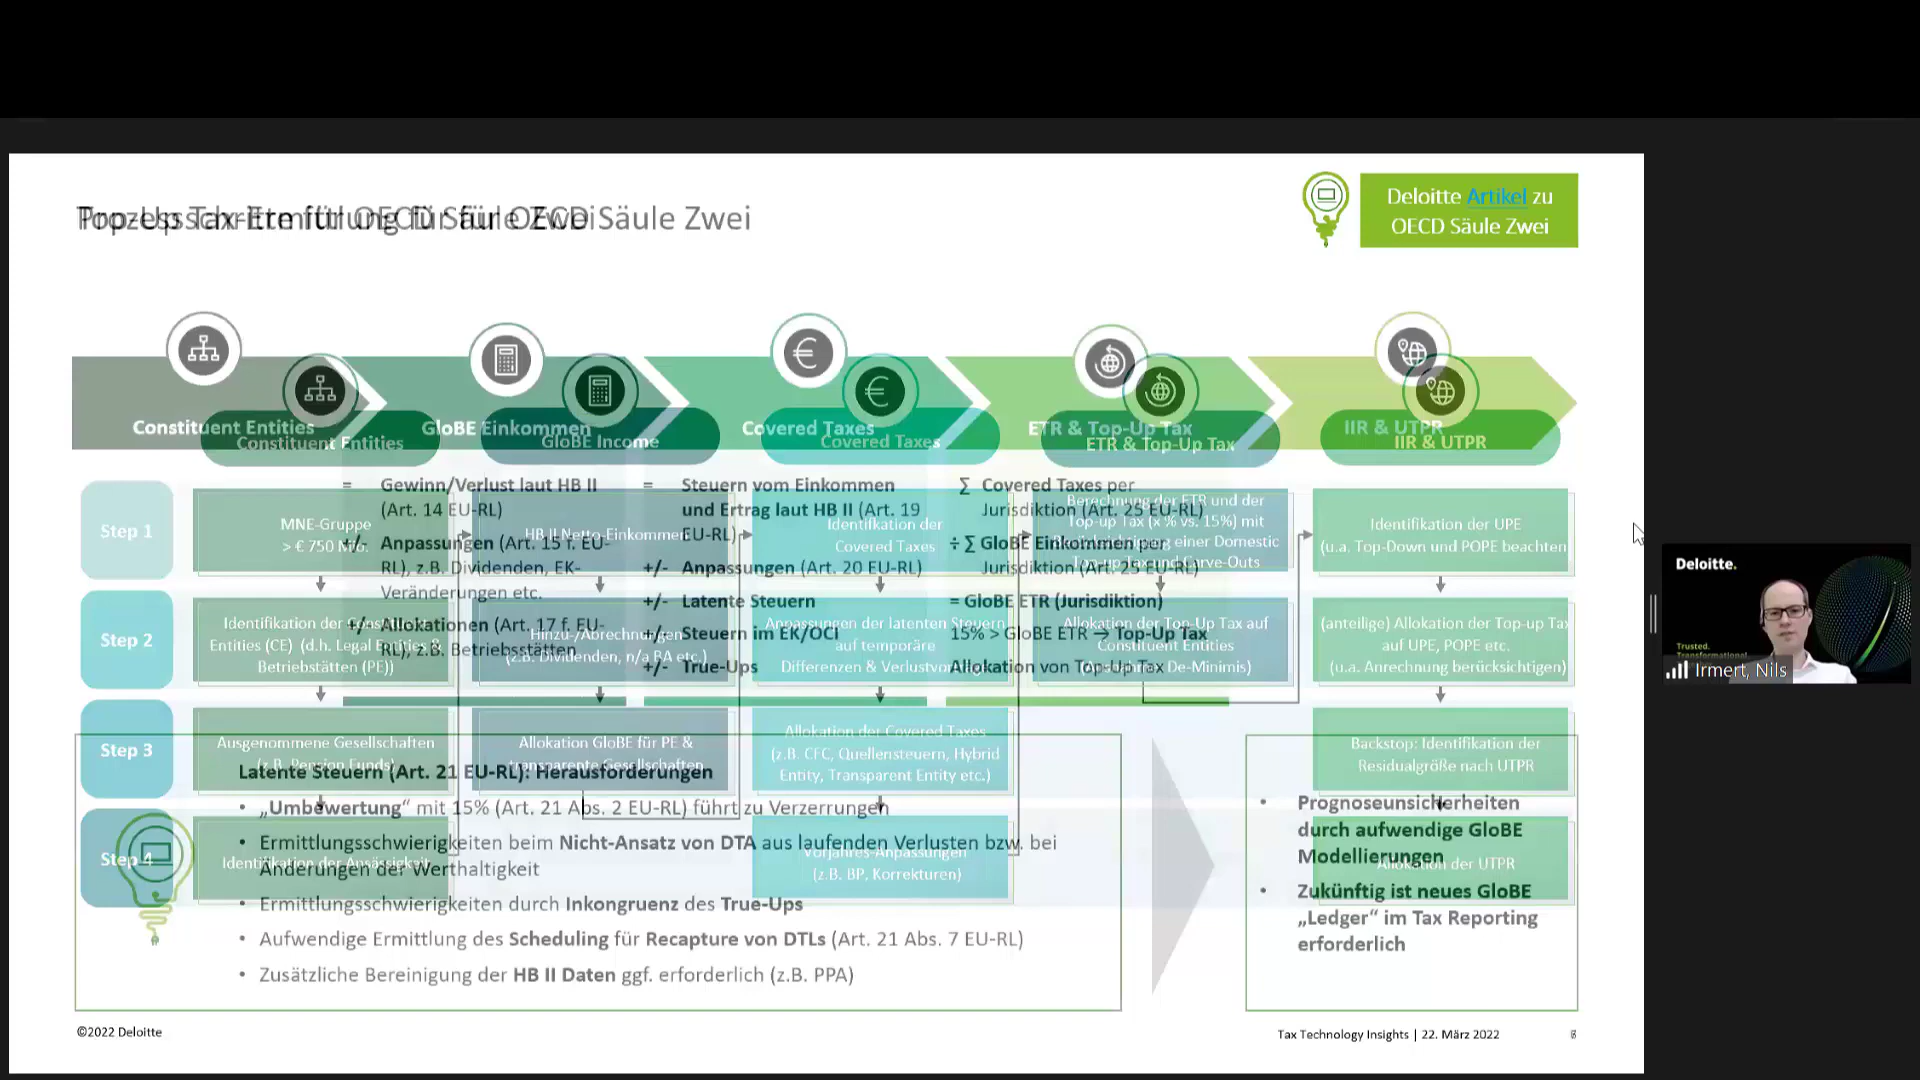 Prozessschritte für OECD Säule Zwei
Top-Up Tax-Ermittlung für OECD Säule Zwei
Deloitte Artikel zu
OECD Säule Zwei
Constituent Entities
GloBE Einkommen
Covered Taxes
ETR & Top-Up Tax
IIR & UTPR
Constituent Entities
GloBE Income
Covered Taxes
ETR & Top-Up Tax
IIR & UTPR
= Gewinn/Verlust laut HB II
(Art. 14 EU-RL)
+/- Anpassungen (Art. 15 f. EU-
RL), z.B. Dividenden, EK-
Veränderungen etc.
+/- Allokationen (Art. 17 f. EU-
RL), z.B. Betriebsstätten
= Steuern vom Einkommen
und Ertrag laut HB II (Art. 19
EU-RL)
+/- Anpassungen (Art. 20 EU-RL)
+/- Latente Steuern
+/- Steuern im EK/OCI
+/- True-Ups
∑ Covered Taxes per
Jurisdiktion (Art. 25 EU-RL)
÷ ∑ GloBE Einkommen per
Jurisdiktion (Art. 25 EU-RL)
= GloBE ETR (Jurisdiktion)
15% > GloBE ETR → Top-Up Tax
Allokation von Top-Up Tax
Step 1
MNE-Gruppe
> € 750 Mio.
HB II Netto-Einkommen
Identifkation der
Covered Taxes
Berechnung der ETR und der
Top-up Tax (x % vs. 15%) mit
Berücksichtigung einer Domestic
Top-up Tax und Carve-Outs
Identifikation der UPE
(u.a. Top-Down und POPE beachten
Step 2
Identifikation der Constituent
Entities (CE) (d.h. Legal Entities &
Betriebstätten (PE))
Hinzu-/Abrechnungen
(z.B. Dividenden, n/a BA etc.)
Anpassungen der latenten Steuern
auf temporäre
Differenzen & Verlustvor
Allokation der Top-Up Tax auf
Constituent Entities
De-Minimis)
(anteilige) Allokation der Top-up Tax
auf UPE, POPE etc.
(u.a. Anrechnung berücksichtigen)
Step 3
Ausgenommene Gesellschaften
(z.B. Pension Funds)
Allokation GloBE für PE &
transparente Gesellschaften
Allokation der Covered Taxes
(z.B. CFC, Quellensteuern, Hybrid
Entity, Transparent Entity etc.)
Backstop: Identifikation der
Residualgröße nach UTPR
Step 4
Identifikation der Ansässigkeit
Vorjahres-Anpassungen
(z.B. BP, Korrekturen)
Allokation der UTPR
Latente Steuern (Art. 21 EU-RL): Herausforderungen
• „Umbewertung“ mit 15% (Art. 21 Abs. 2 EU-RL) führt zu Verzerrungen
• Ermittlungsschwierigkeiten beim Nicht-Ansatz von DTA aus laufenden Verlusten bzw. bei
Änderungen der Werthaltigkeit
• Ermittlungsschwierigkeiten durch Inkongruenz des True-Ups
• Aufwendige Ermittlung des Scheduling für Recapture von DTLs (Art. 21 Abs. 7 EU-RL)
• Zusätzliche Bereinigung der HB II Daten ggf. erforderlich (z.B. PPA)
• Prognoseunsicherheiten
durch aufwendige GloBE
Modellierungen
• Zukünftig ist neues GloBE
„Ledger“ im Tax Reporting
erforderlich
©2022 Deloitte
Tax Technology Insights | 22. März 2022
Deloitte.
Trusted.
Transformational.
Irmert, Nils